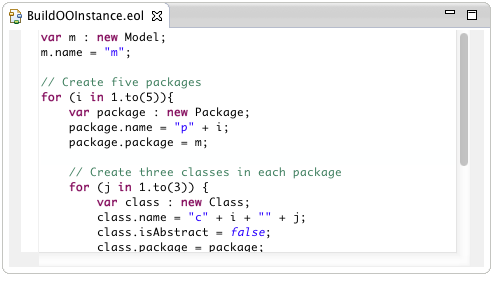 BuildOOInstance.eol
var m : new Model;
m.name = "m";
// Create five packages
for (i in 1.to(5)){
var package : new Package;
package.name = "p" + i;
package.package = m;
// Create three classes in each package
for (j in 1.to(3)) {
var class : new Class;
class.name = "c" + i + "" + j;
class.isAbstract = false;
class.package = package;